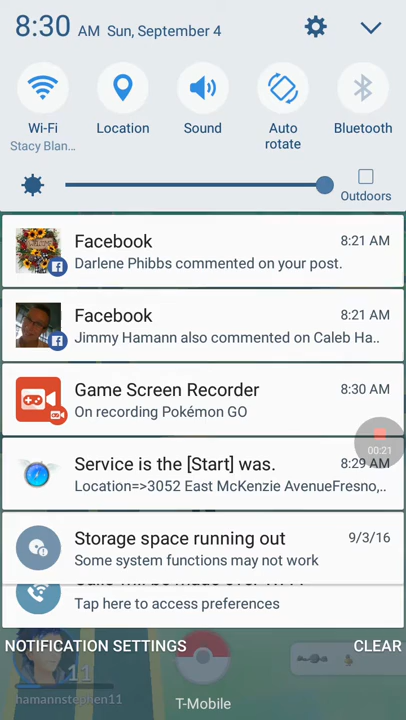 8:30 AM Sun, September 4
Wi-Fi
Stacy Blan...
Location
Sound
Auto rotate
Bluetooth
Outdoors
Facebook 8:21 AM
Darlene Phibbs commented on your post.
Facebook 8:21 AM
Jimmy Hamann also commented on Caleb Ha..
Game Screen Recorder 8:30 AM
On recording Pokémon GO
00:21
Service is the [Start] was. 8:29 AM
Location=>3052 East McKenzie AvenueFresno,..
Storage space running out 9/3/16
Some system functions may not work
Tap here to access preferences
NOTIFICATION SETTINGS CLEAR
11
hamannstephen11
T-Mobile